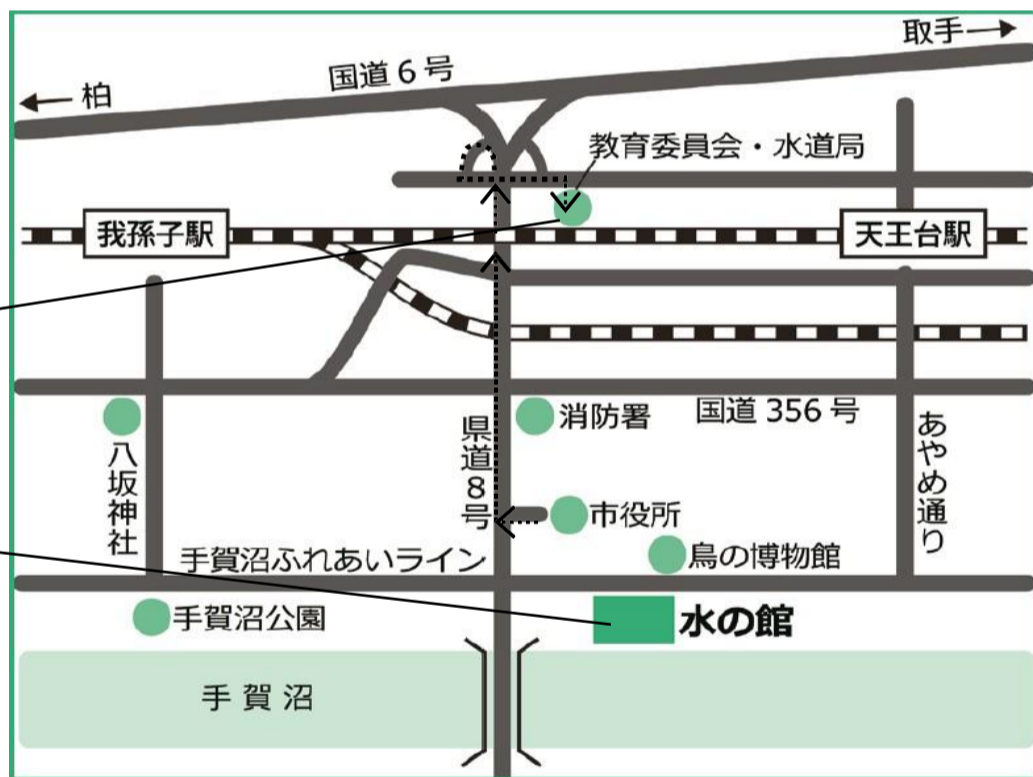 取手
国道６号
柏
教育委員会・水道局
我孫子駅
天王台駅
消防署
国道 356 号
八坂神社
県道８号
あやめ通り
市役所
手賀沼ふれあいライン
鳥の博物館
手賀沼公園
水の館
手賀沼